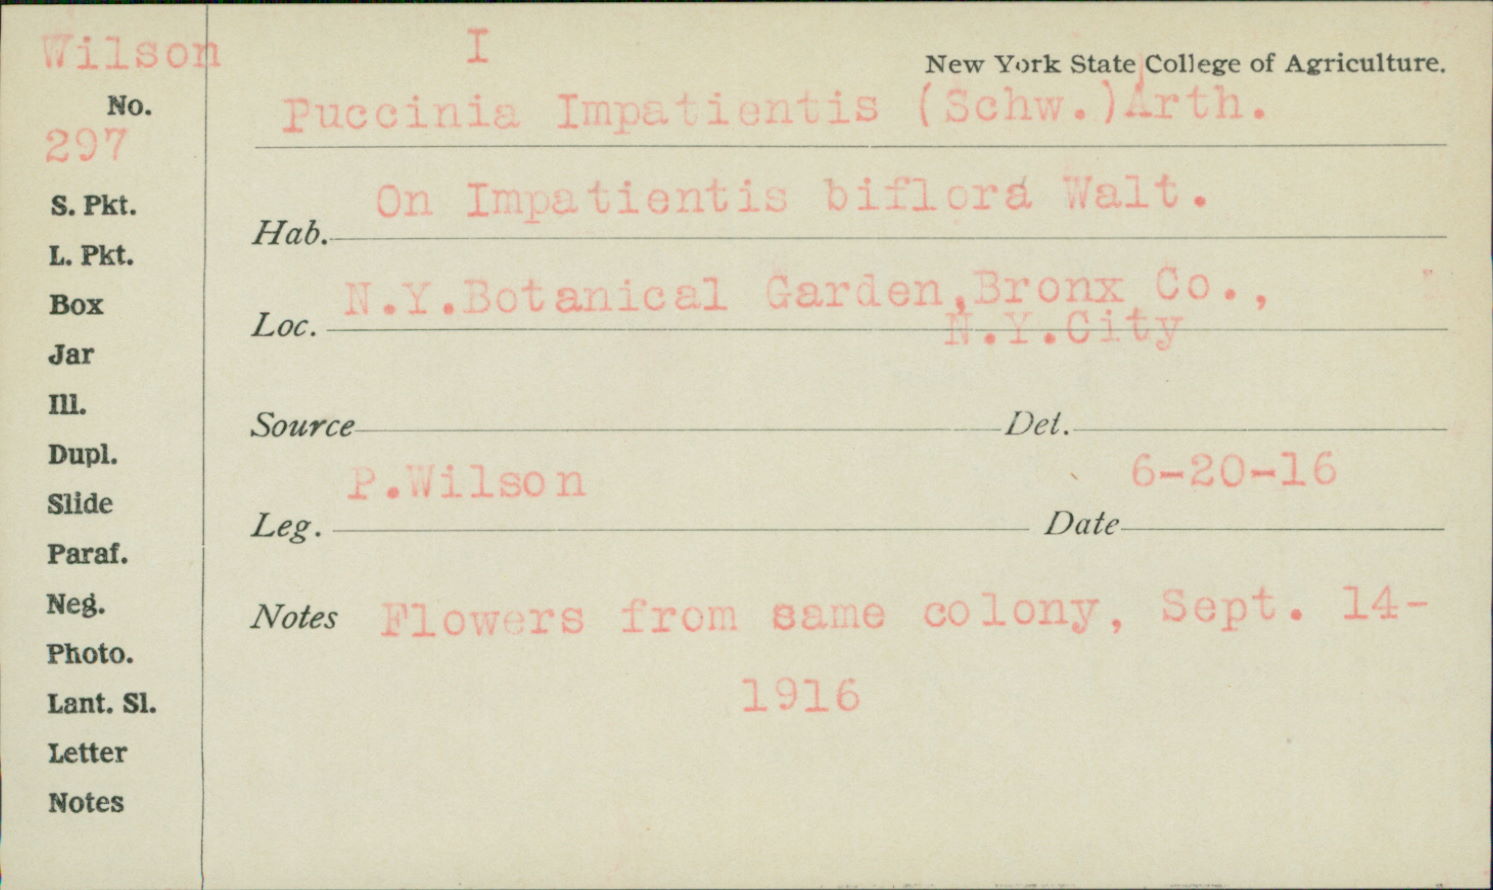 Wilson
I
New York State College of Agriculture.
No.
297
Puccinia Impatientis (Schw.)Arth.
S. Pkt.
L. Pkt.
Box
Jar
Ill.
Dupl.
Slide
Paraf.
Neg.
Photo.
Lant. Sl.
Letter
Notes
Hab. On Impatientis biflora Walt.
Loc. N.Y.Botanical Garden,Bronx Co.,
N.Y.City
Source Det.
Leg. P.Wilson Date 6-20-16
Notes Flowers from same colony, Sept. 14-
1916